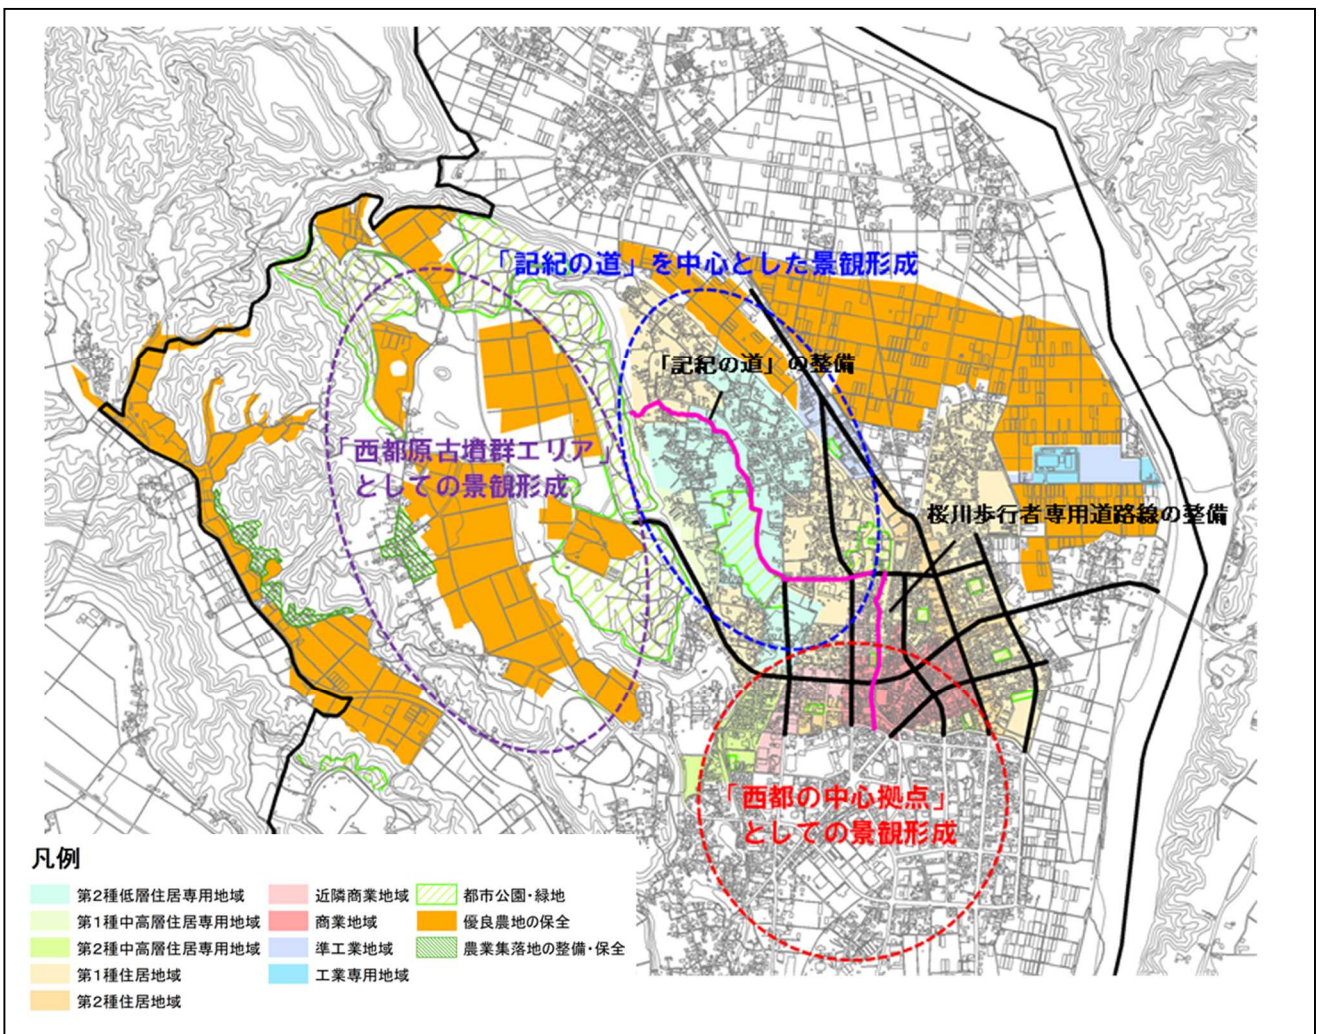 「記紀の道」を中心とした景観形成
「記紀の道」の整備
「西都原古墳群エリア」
としての景観形成
桜川歩行者専用道路線の整備
「西都の中心拠点」
としての景観形成
凡例
第2種低層住居専用地域
第1種中高層住居専用地域
第2種中高層住居専用地域
第1種住居地域
第2種住居地域
近隣商業地域
商業地域
準工業地域
工業専用地域
都市公園・緑地
優良農地の保全
農業集落地の整備・保全